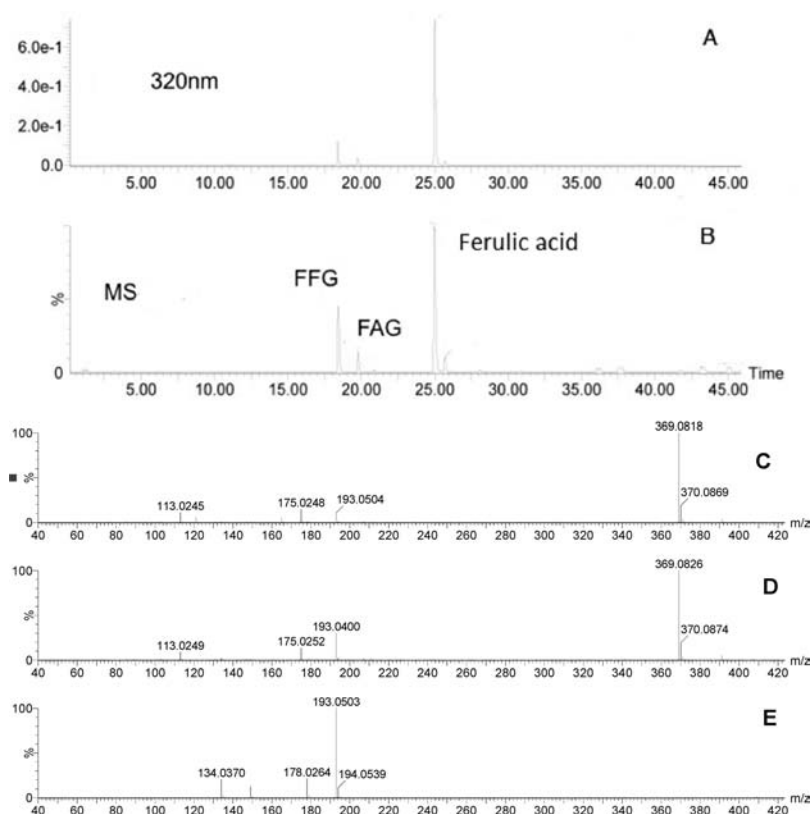 A
6.0e-1
320nm
4.0e-1
2.0e-1
0.0
5.00 10.00 15.00 20.00 25.00 30.00 35.00 40.00 45.00
B
Ferulic acid
FFG
MS
%
FAG
0
Time
5.00 10.00 15.00 20.00 25.00 30.00 35.00 40.00 45.00
369.0818
100
C
%
370.0869
193.0504
175.0248
113.0245
0
m/z
40 60 80 100 120 140 160 180 200 220 240 260 280 300 320 340 360 380 400 420
369.0826
100
D
%
370.0874
193.0400
175.0252
113.0249
0
m/z
40 60 80 100 120 140 160 180 200 220 240 260 280 300 320 340 360 380 400 420
193.0503
100
E
%
134.0370
178.0264
194.0539
0
m/z
40 60 80 100 120 140 160 180 200 220 240 260 280 300 320 340 360 380 400 420